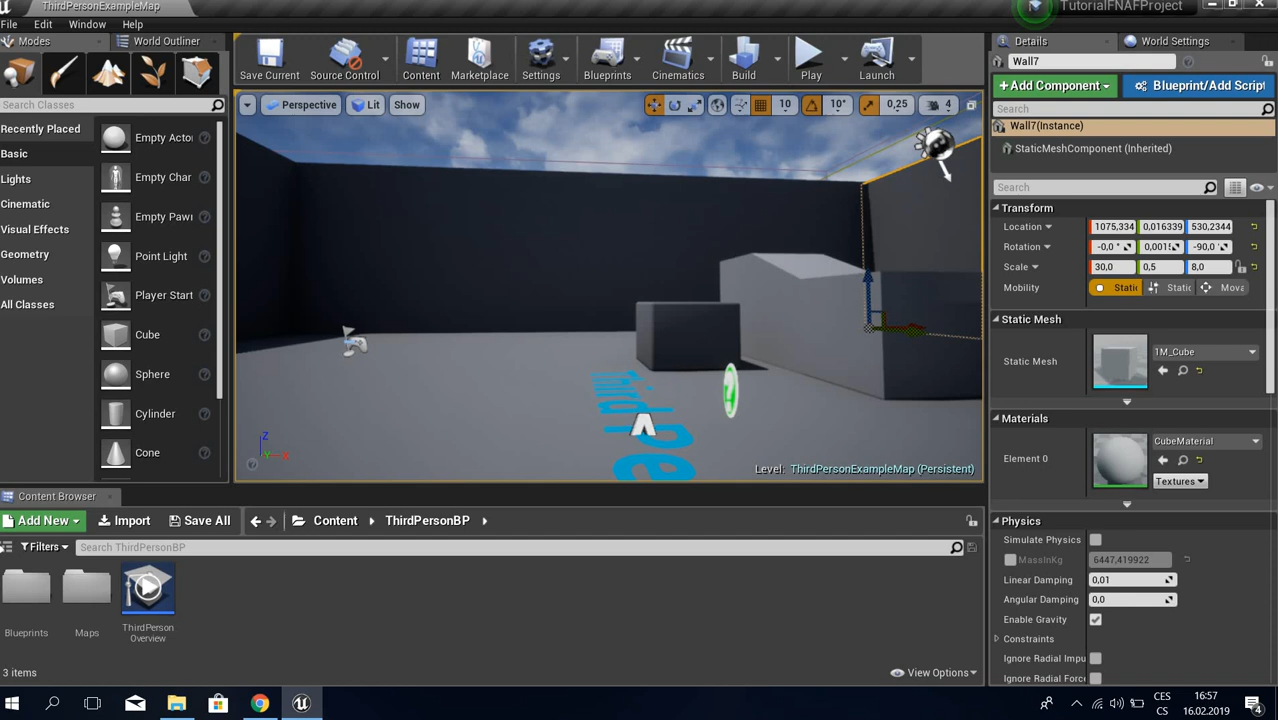 ThirdPersonExampleMap
TutorialFNAFProject
File Edit Window Help
Modes
World Outliner
Search Classes
Recently Placed
Basic
Lights
Cinematic
Visual Effects
Geometry
Volumes
All Classes
Empty Acto
Empty Char
Empty Pawn
Point Light
Player Start
Cube
Sphere
Cylinder
Cone
Save Current
Source Control
Content
Marketplace
Settings
Blueprints
Cinematics
Build
Play
Launch
Perspective
Lit
Show
10
10°
0,25
4
Z
Y
X
Level: ThirdPersonExampleMap (Persistent)
Details
World Settings
Wall7
+Add Component
Blueprint/Add Script
Search
Wall7(Instance)
StaticMeshComponent (Inherited)
Search
Transform
Location 1075,334 0,016339 530,2344
Rotation -0,0 ° -90,0 °
Scale 30,0 0,5 8,0
Mobility Static Static Mova
Static Mesh
Static Mesh
1M_Cube
Materials
Element 0
CubeMaterial
Textures
Physics
Simulate Physics
MassInKg 6447,419922
Linear Damping 0,01
Angular Damping 0,0
Enable Gravity
Constraints
Ignore Radial Impu
Ignore Radial Force
Content Browser
Add New
Import
Save All
Content
ThirdPersonBP
Filters
Search ThirdPersonBP
Blueprints
Maps
ThirdPerson
Overview
3 items
View Options
CES
CS
16:57
16.02.2019
4